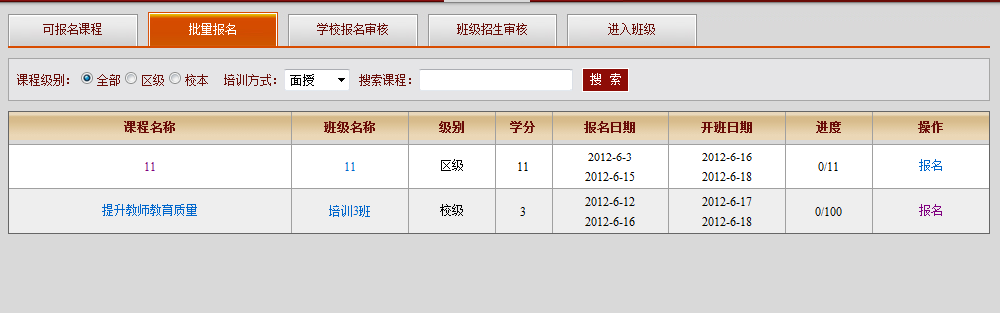 可报名课程 批量报名 学校报名审核 班级招生审核 进入班级
课程级别： 全部 区级 校本 培训方式： 面授 搜索课程： 搜 索
课程名称 班级名称 级别 学分 报名日期 开班日期 进度 操作
11 11 区级 11 2012-6-3 2012-6-16 0/11 报名
2012-6-15 2012-6-18
提升教师教育质量 培训3班 校级 3 2012-6-12 2012-6-17 0/100 报名
2012-6-16 2012-6-18